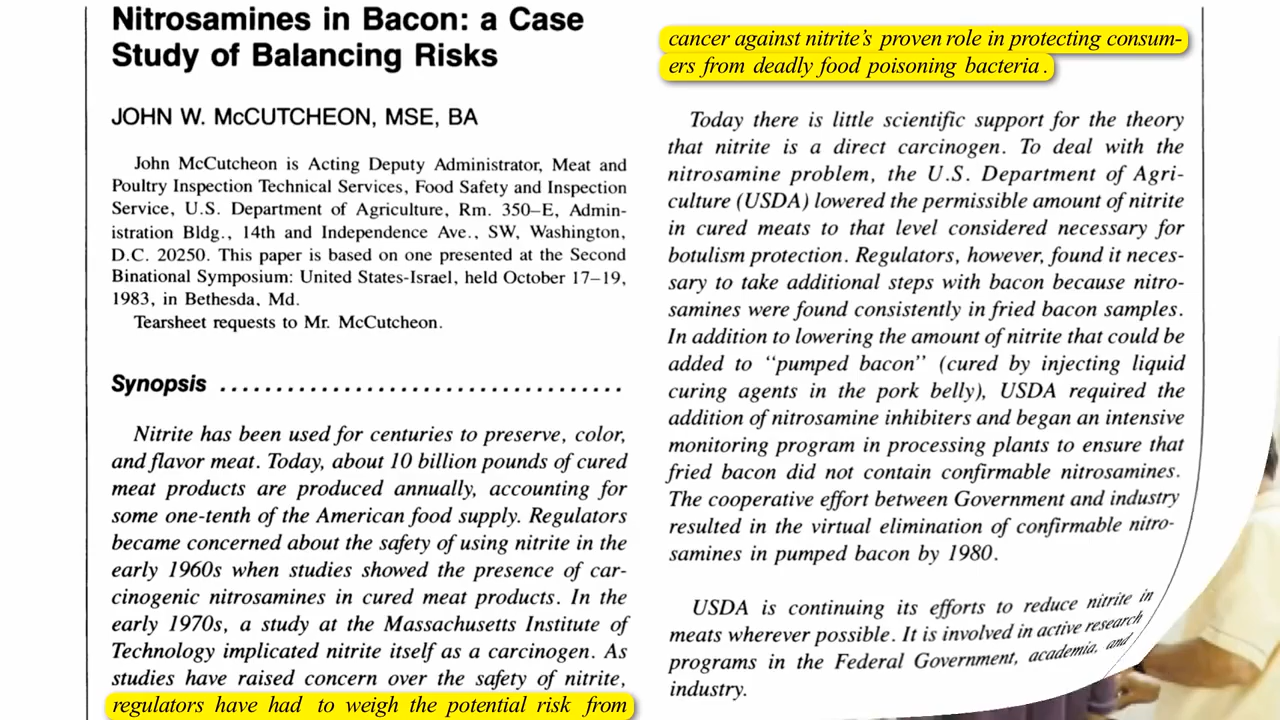 Nitrosamines in Bacon: a Case
Study of Balancing Risks
JOHN W. McCUTCHEON, MSE, BA
John McCutcheon is Acting Deputy Administrator, Meat and
Poultry Inspection Technical Services, Food Safety and Inspection
Service, U.S. Department of Agriculture, Rm. 350–E, Admin-
istration Bldg., 14th and Independence Ave., SW, Washington,
D.C. 20250. This paper is based on one presented at the Second
Binational Symposium: United States-Israel, held October 17–19,
1983, in Bethesda, Md.
Tearsheet requests to Mr. McCutcheon.
Synopsis ....................................
Nitrite has been used for centuries to preserve, color,
and flavor meat. Today, about 10 billion pounds of cured
meat products are produced annually, accounting for
some one-tenth of the American food supply. Regulators
became concerned about the safety of using nitrite in the
early 1960s when studies showed the presence of car-
cinogenic nitrosamines in cured meat products. In the
early 1970s, a study at the Massachusetts Institute of
Technology implicated nitrite itself as a carcinogen. As
studies have raised concern over the safety of nitrite,
regulators have had to weigh the potential risk from
cancer against nitrite's proven role in protecting consum-
ers from deadly food poisoning bacteria.
Today there is little scientific support for the theory
that nitrite is a direct carcinogen. To deal with the
nitrosamine problem, the U.S. Department of Agri-
culture (USDA) lowered the permissible amount of nitrite
in cured meats to that level considered necessary for
botulism protection. Regulators, however, found it neces-
sary to take additional steps with bacon because nitro-
samines were found consistently in fried bacon samples.
In addition to lowering the amount of nitrite that could be
added to "pumped bacon" (cured by injecting liquid
curing agents in the pork belly), USDA required the
addition of nitrosamine inhibiters and began an intensive
monitoring program in processing plants to ensure that
fried bacon did not contain confirmable nitrosamines.
The cooperative effort between Government and industry
resulted in the virtual elimination of confirmable nitro-
samines in pumped bacon by 1980.
USDA is continuing its efforts to reduce nitrite in
meats wherever possible. It is involved in active research
programs in the Federal Government, academia, and
industry.